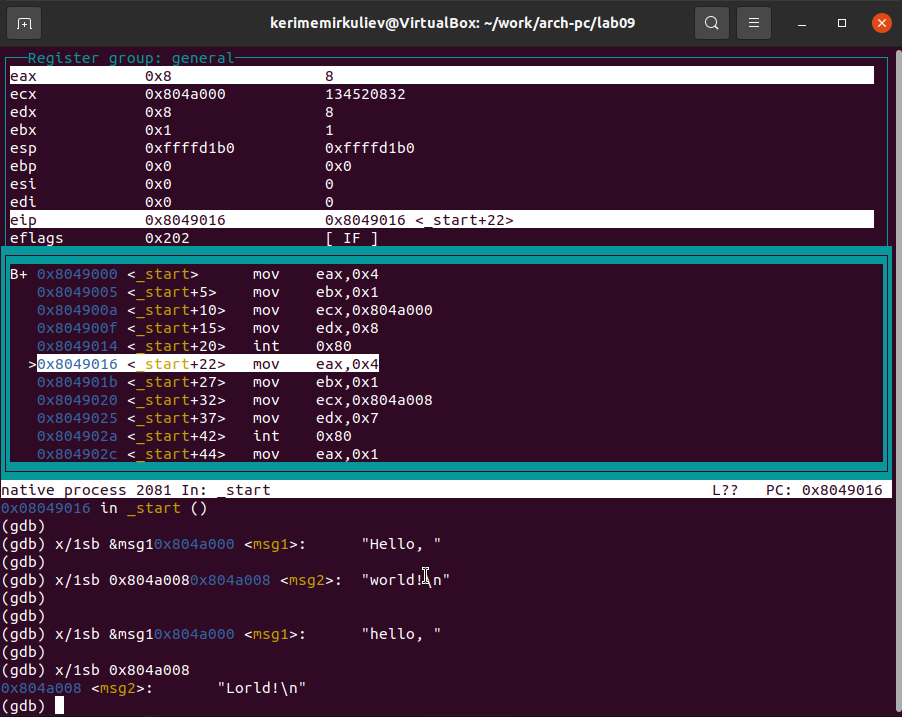 kerimemirkuliev@VirtualBox: ~/work/arch-pc/lab09
Register group: general
eax 0x8 8
ecx 0x804a000 134520832
edx 0x8 8
ebx 0x1 1
esp 0xffffd1b0 0xffffd1b0
ebp 0x0 0x0
esi 0x0 0
edi 0x0 0
eip 0x8049016 0x8049016 <_start+22>
eflags 0x202 [ IF ]
B+ 0x8049000 <_start> mov eax,0x4
0x8049005 <_start+5> mov ebx,0x1
0x804900a <_start+10> mov ecx,0x804a000
0x804900f <_start+15> mov edx,0x8
0x8049014 <_start+20> int 0x80
>0x8049016 <_start+22> mov eax,0x4
0x804901b <_start+27> mov ebx,0x1
0x8049020 <_start+32> mov ecx,0x804a008
0x8049025 <_start+37> mov edx,0x7
0x804902a <_start+42> int 0x80
0x804902c <_start+44> mov eax,0x1
native process 2081 In: _start L?? PC: 0x8049016
0x08049016 in _start ()
(gdb)
(gdb) x/1sb &msg10x804a000 <msg1>: "Hello, "
(gdb)
(gdb) x/1sb 0x804a0080x804a008 <msg2>: "world!\n"
(gdb)
(gdb)
(gdb) x/1sb &msg10x804a000 <msg1>: "hello, "
(gdb)
(gdb) x/1sb 0x804a008
0x804a008 <msg2>: "Lorld!\n"
(gdb)